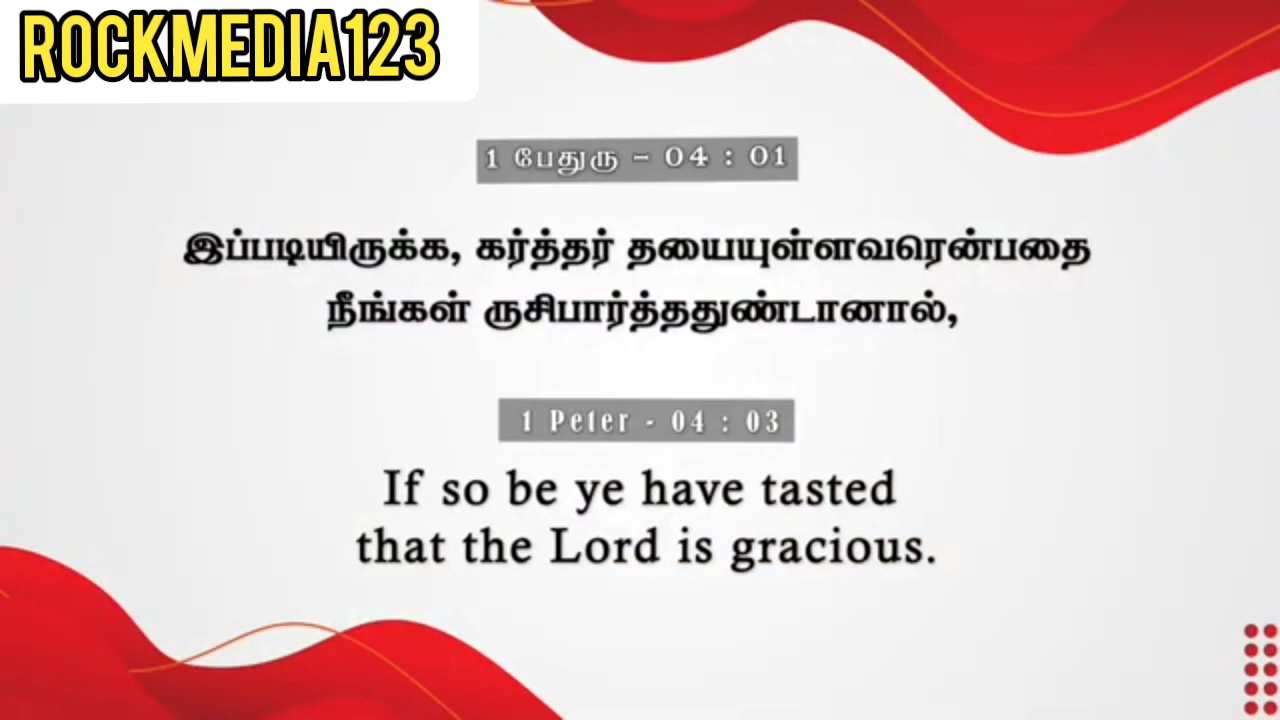 ROCKMEDIA123
1 பேதுரு - 04 : 01
இப்படியிருக்க, கர்த்தர் தயையுள்ளவரென்பதை
நீங்கள் ருசிபார்த்ததுண்டானால்,
1 Peter - 04 : 03
If so be ye have tasted
that the Lord is gracious.